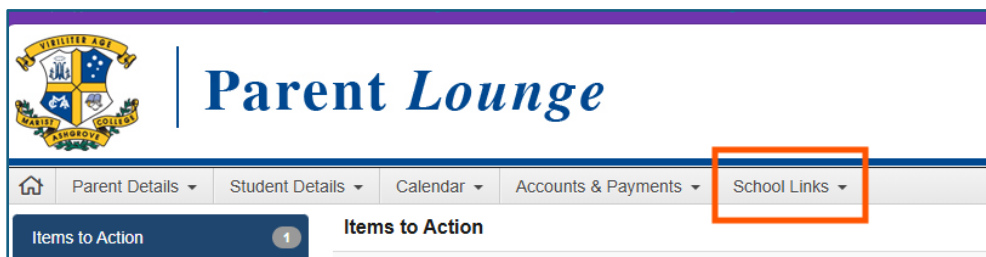 VIRILITER AGE
MARIST COLLEGE
ASHGROVE
Parent Lounge
Parent Details
Student Details
Calendar
Accounts & Payments
School Links
Items to Action 1
Items to Action